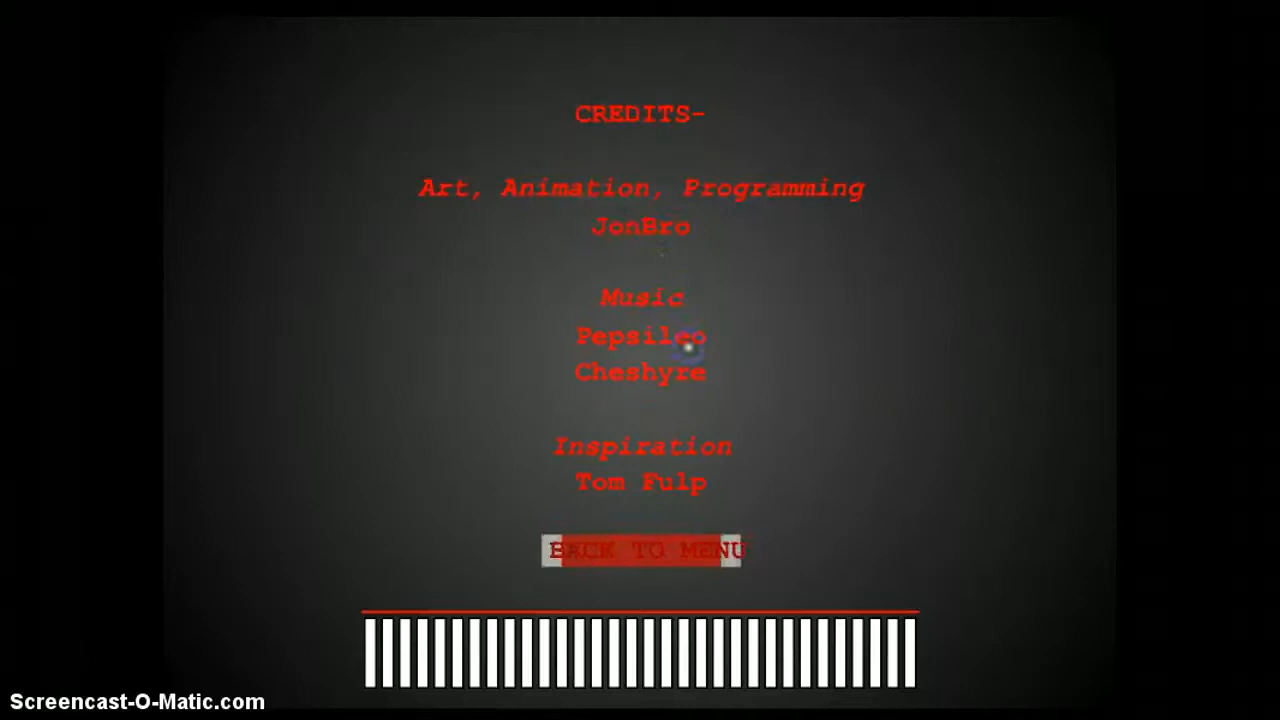 CREDITS-
Art, Animation, Programming
JonBro
Music
Pepsileo
Cheshyre
Inspiration
Tom Fulp
BACK TO MENU
Screencast-O-Matic.com